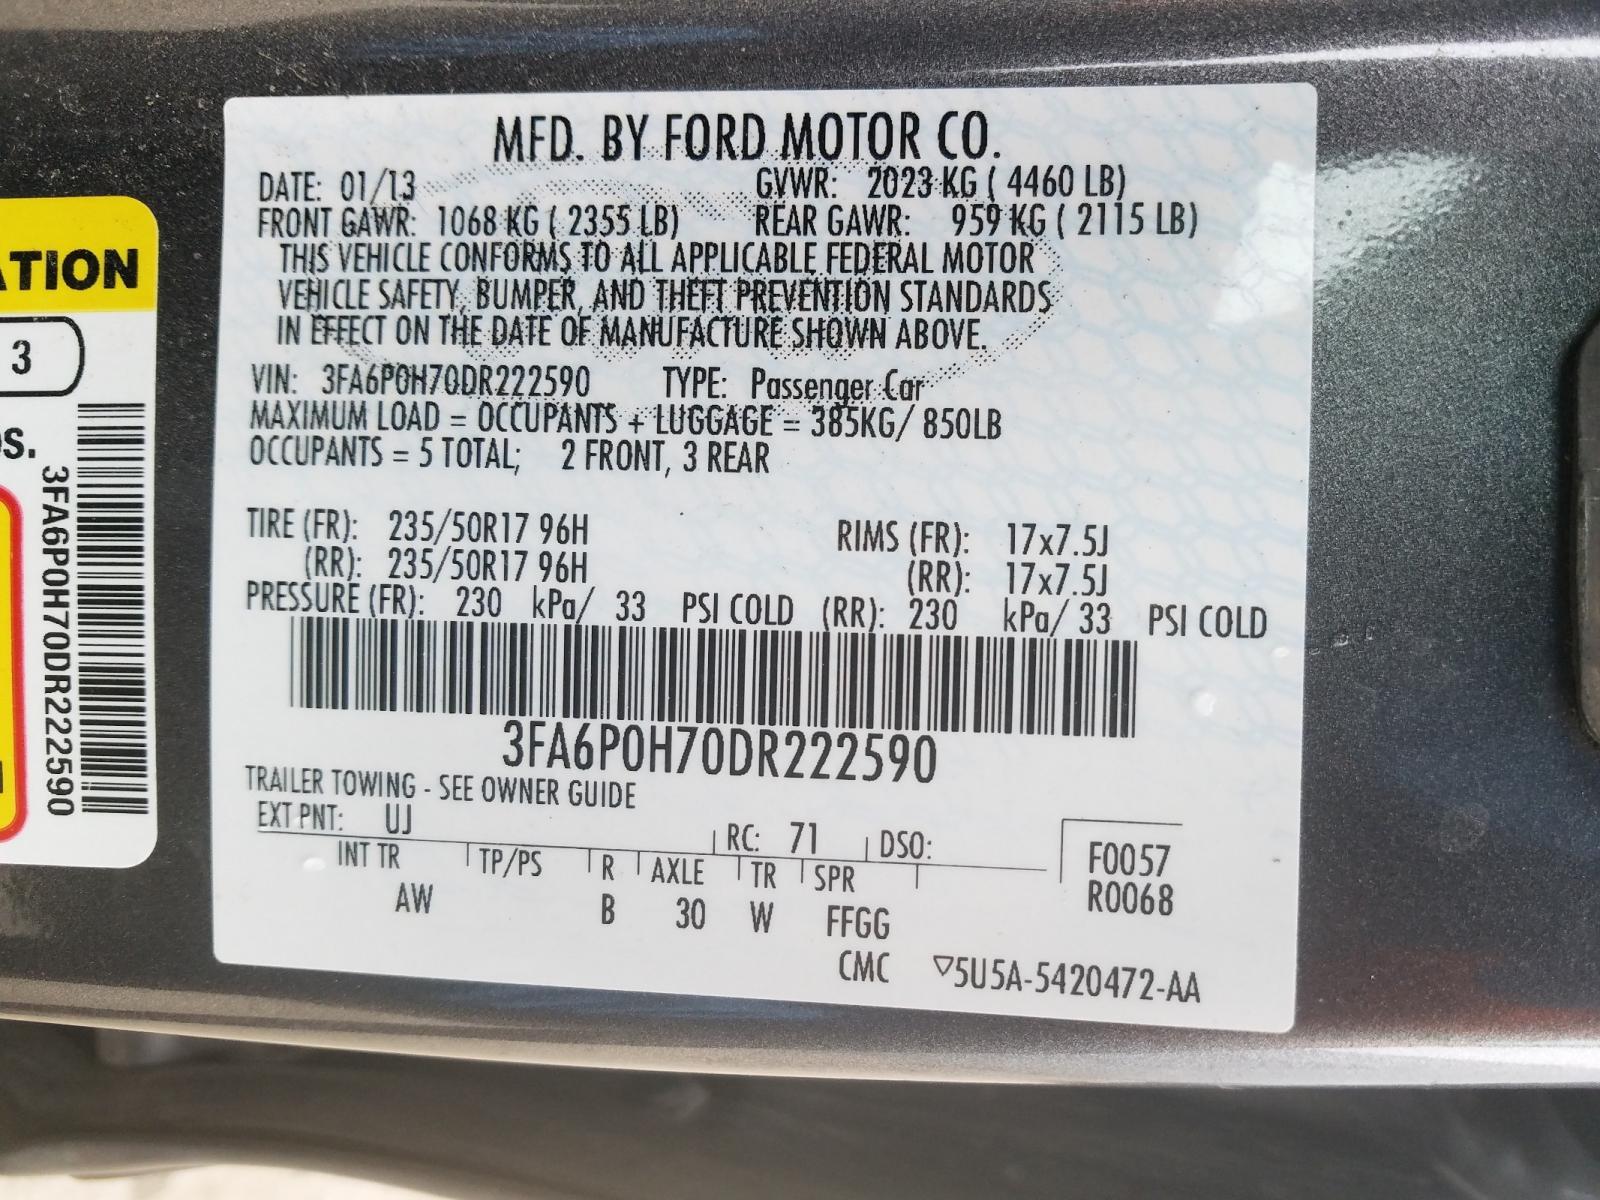 ATION
3
s.
3FA6P0H70DR222590
MFD. BY FORD MOTOR CO.
DATE: 01/13 GVWR: 2023 KG ( 4460 LB)
FRONT GAWR: 1068 KG ( 2355 LB) REAR GAWR: 959 KG ( 2115 LB)
THIS VEHICLE CONFORMS TO ALL APPLICABLE FEDERAL MOTOR
VEHICLE SAFETY, BUMPER, AND THEFT PREVENTION STANDARDS
IN EFFECT ON THE DATE OF MANUFACTURE SHOWN ABOVE.
VIN: 3FA6P0H70DR222590 TYPE: Passenger Car
MAXIMUM LOAD = OCCUPANTS + LUGGAGE = 385KG/ 850LB
OCCUPANTS = 5 TOTAL; 2 FRONT, 3 REAR
TIRE (FR): 235/50R17 96H RIMS (FR): 17x7.5J
(RR): 235/50R17 96H (RR): 17x7.5J
PRESSURE (FR): 230 kPa/ 33 PSI COLD (RR): 230 kPa/ 33 PSI COLD
3FA6P0H70DR222590
TRAILER TOWING - SEE OWNER GUIDE
EXT PNT: UJ RC: 71 DSO: F0057
INT TR TP/PS R AXLE TR SPR R0068
AW B 30 W FFGG
CMC ▽5U5A-5420472-AA